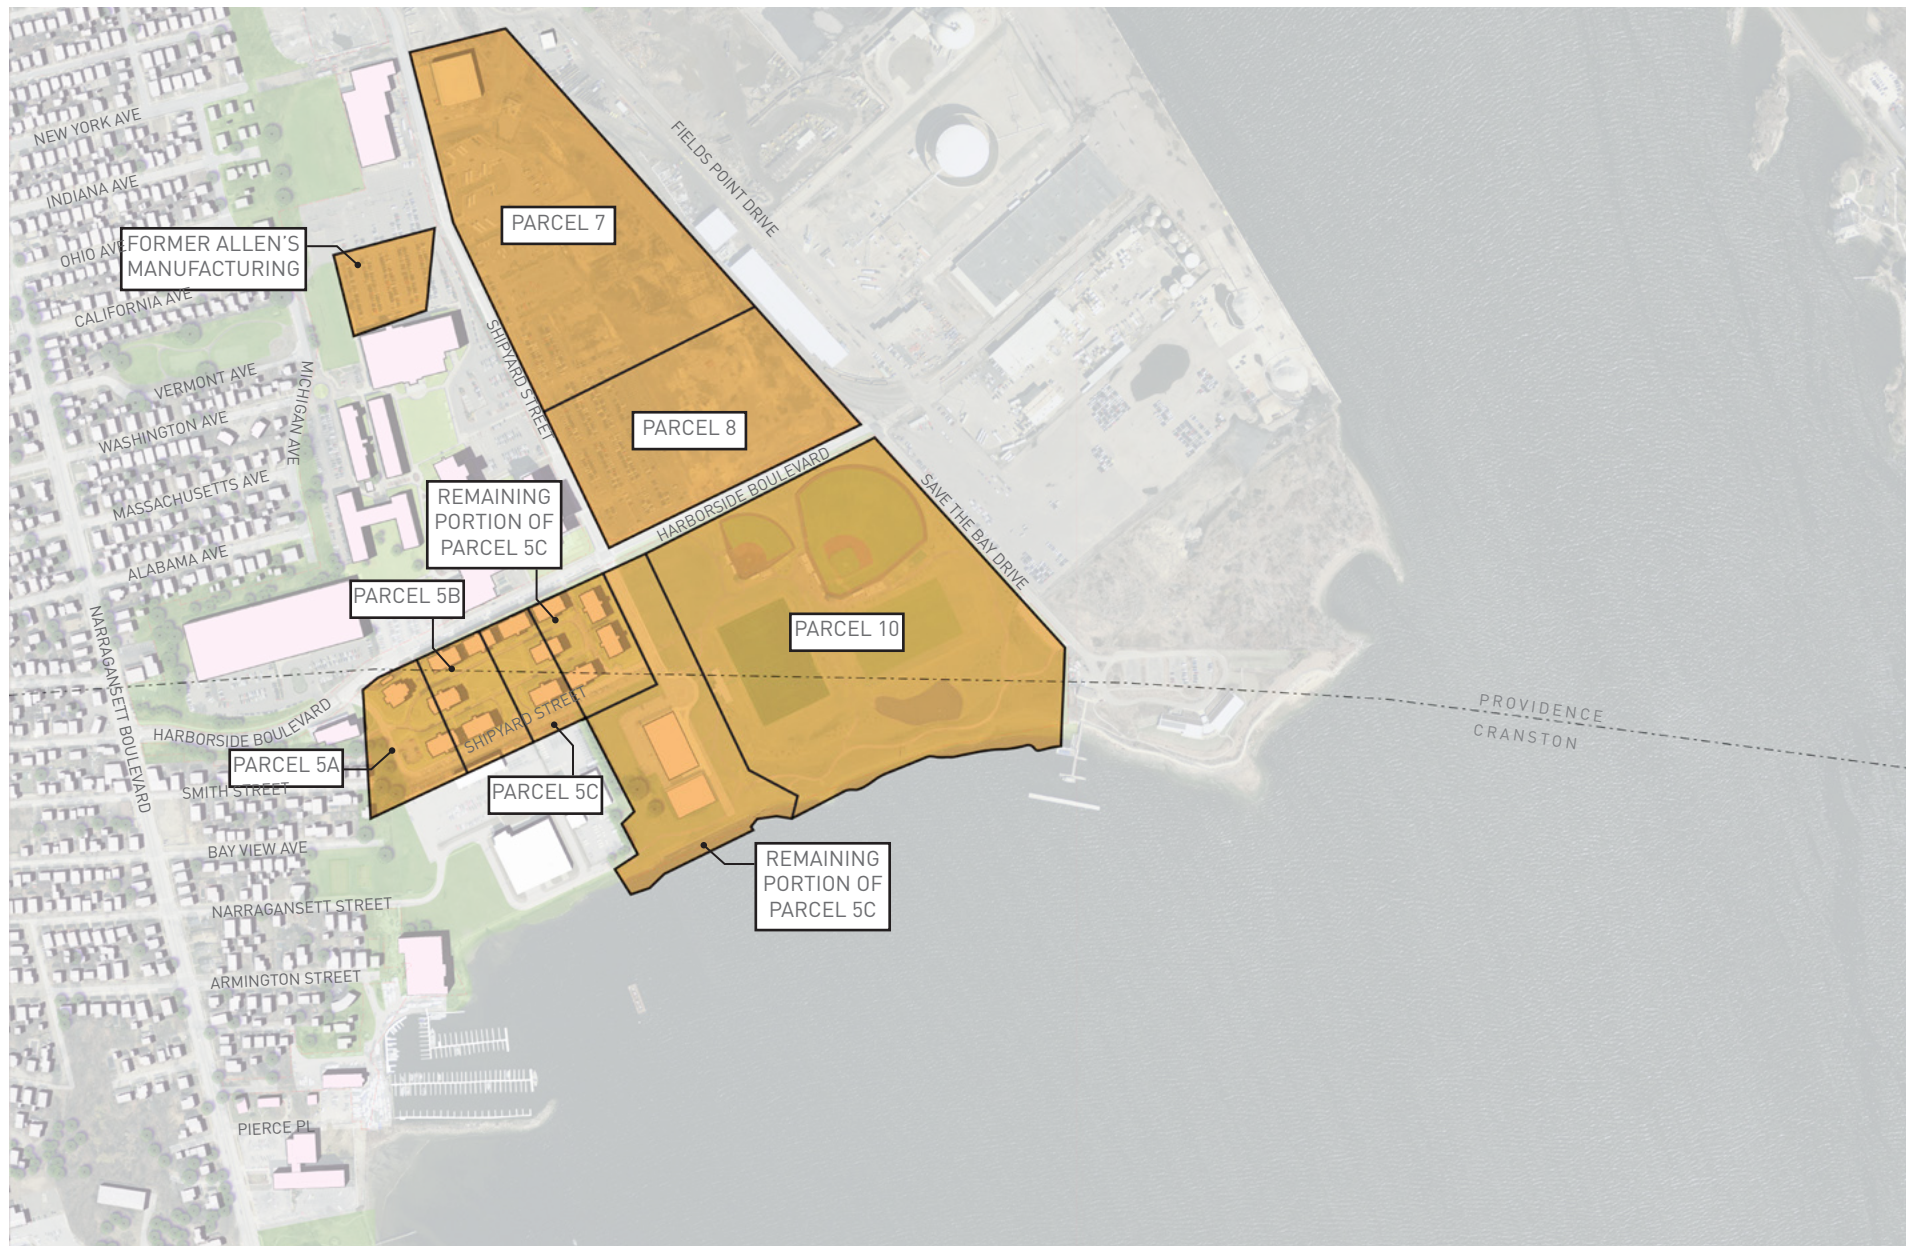 NEW YORK AVE
INDIANA AVE
OHIO AVE
FORMER ALLEN'S
MANUFACTURING
CALIFORNIA AVE
FIELDS POINT DRIVE
PARCEL 7
SHIPYARD STREET
VERMONT AVE
MICHIGAN AVE
WASHINGTON AVE
PARCEL 8
MASSACHUSETTS AVE
HARBORSIDE BOULEVARD
SAVE THE BAY DRIVE
REMAINING
PORTION OF
PARCEL 5C
ALABAMA AVE
PARCEL 5B
PARCEL 10
NARRAGANSETT BOULEVARD
SHIPYARD STREET
HARBORSIDE BOULEVARD
PROVIDENCE
CRANSTON
PARCEL 5A
SMITH STREET
PARCEL 5C
BAY VIEW AVE
REMAINING
PORTION OF
PARCEL 5C
NARRAGANSETT STREET
ARMINGTON STREET
PIERCE PL